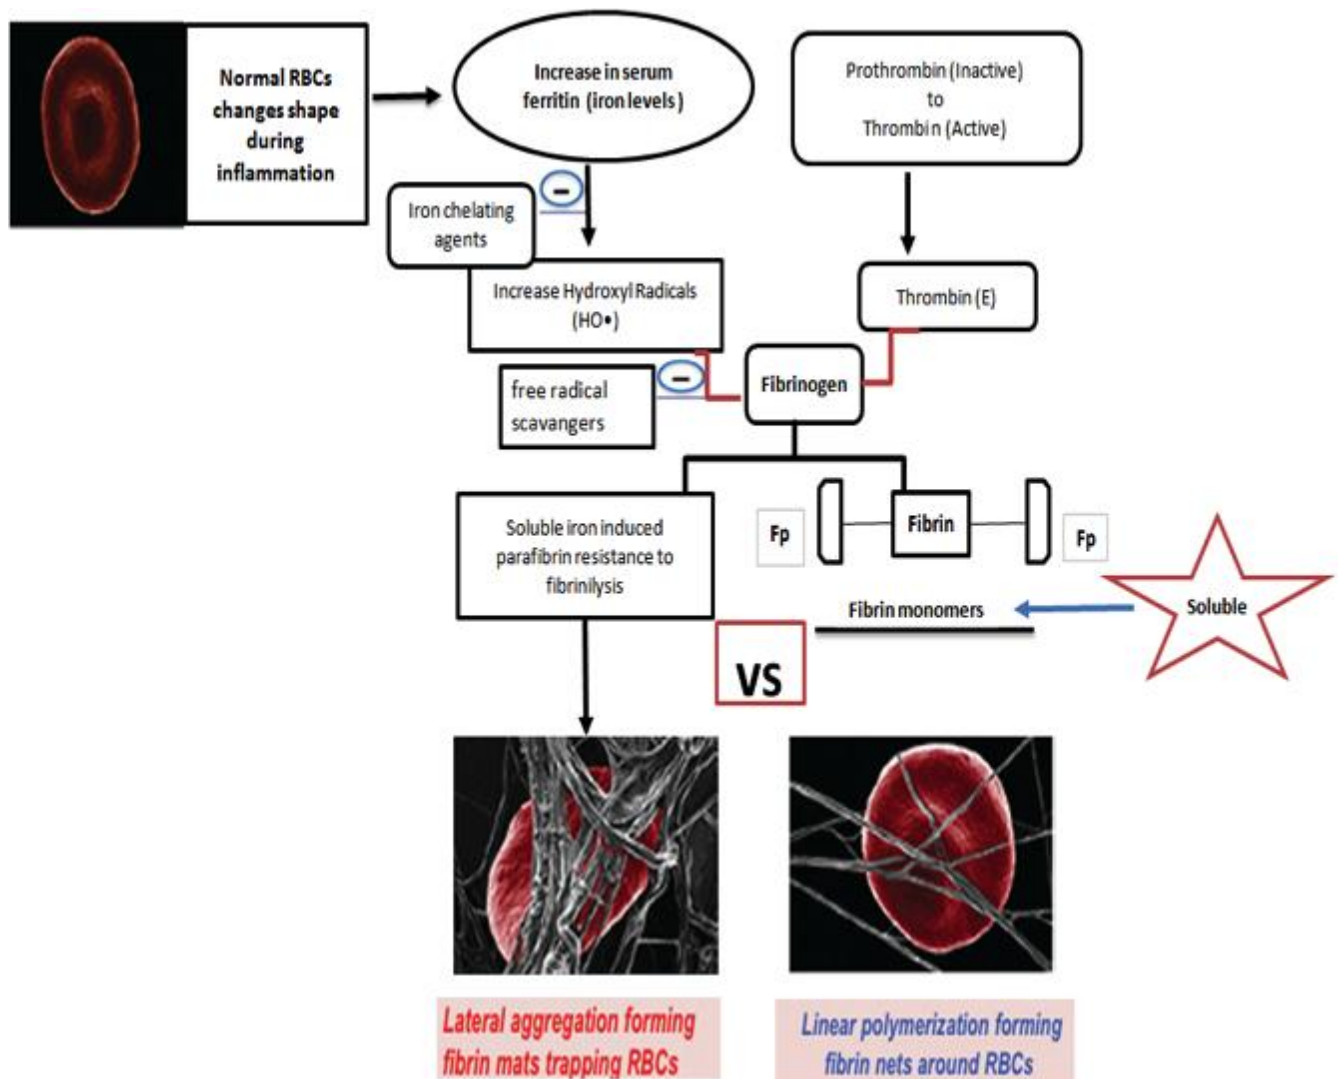 Normal RBCs
changes shape
during
inflammation
Increase in serum
ferritin (iron levels )
Prothrombin (Inactive)
to
Thrombin (Active)
–
Iron chelating
agents
Increase Hydroxyl Radicals
(HO•)
Thrombin (E)
–
free radical
scavangers
Fibrinogen
Soluble iron induced
parafibrin resistance to
fibrinilysis
Fp
Fibrin
Fp
Fibrin monomers
Soluble
VS
Lateral aggregation forming
fibrin mats trapping RBCs
Linear polymerization forming
fibrin nets around RBCs